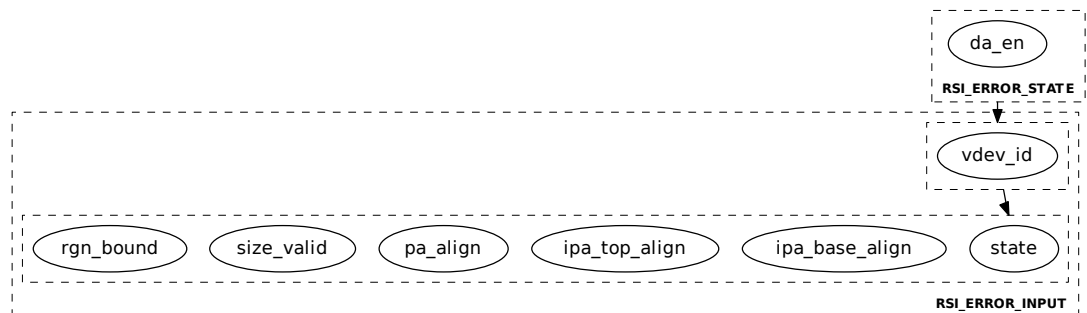 da_en
RSI_ERROR_STATE
vdev_id
rgn_bound size_valid pa_align ipa_top_align ipa_base_align state
RSI_ERROR_INPUT